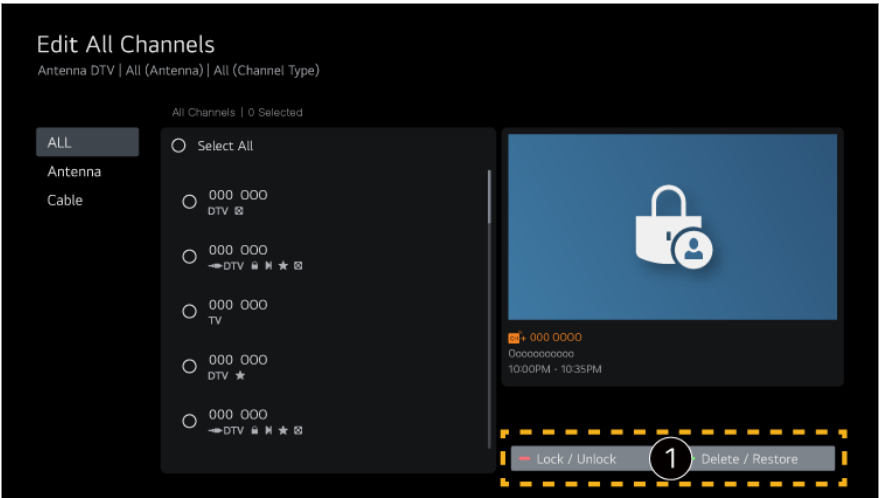 Edit All Channels
Antenna DTV | All (Antenna) | All (Channel Type)
All Channels | 0 Selected
ALL
Antenna
Cable
Select All
000 000
DTV
000 000
DTV
000 000
TV
000 000
DTV ★
000 000
DTV
CH+ 000 0000
Oooooooooo
10:00PM - 10:35PM
Lock / Unlock
1
Delete / Restore